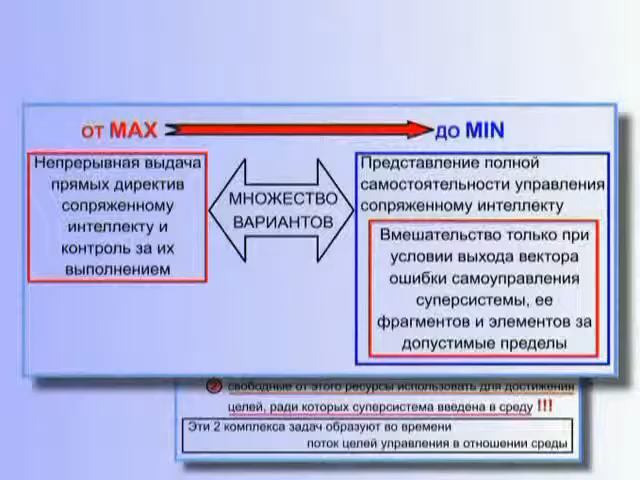 ОТ MAX
ДО MIN
Непрерывная выдача
прямых директив
сопряженному
интеллекту и
контроль за их
выполнением
МНОЖЕСТВО
ВАРИАНТОВ
Представление полной
самостоятельности управления
сопряженному интеллекту
Вмешательство только при
условии выхода вектора
ошибки самоуправления
суперсистемы, ее
фрагментов и элементов за
допустимые пределы
2 свободные от этого ресурсы использовать для достижения
целей, ради которых суперсистема введена в среду !!!
Эти 2 комплекса задач образуют во времени
поток целей управления в отношении среды